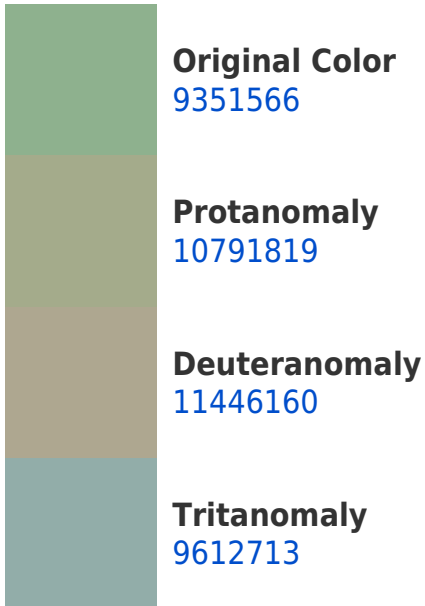 Original Color
9351566
Protanomaly
10791819
Deuteranomaly
11446160
Tritanomaly
9612713